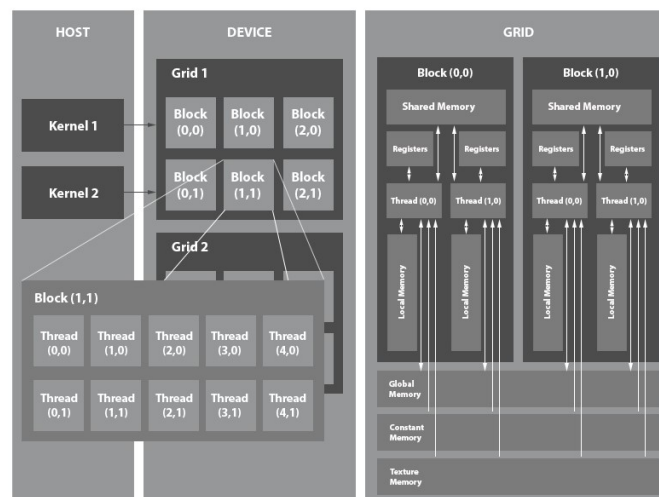 HOST
Kernel 1
Kernel 2
DEVICE
Grid 1
Block (0,0)
Block (1,0)
Block (2,0)
Block (0,1)
Block (1,1)
Block (2,1)
Grid 2
Block (1,1)
Thread (0,0)
Thread (1,0)
Thread (2,0)
Thread (3,0)
Thread (4,0)
Thread (0,1)
Thread (1,1)
Thread (2,1)
Thread (3,1)
Thread (4,1)
GRID
Block (0,0)
Shared Memory
Registers
Registers
Thread (0,0)
Thread (1,0)
Local Memory
Local Memory
Block (1,0)
Shared Memory
Registers
Registers
Thread (0,0)
Thread (1,0)
Local Memory
Local Memory
Global Memory
Constant Memory
Texture Memory